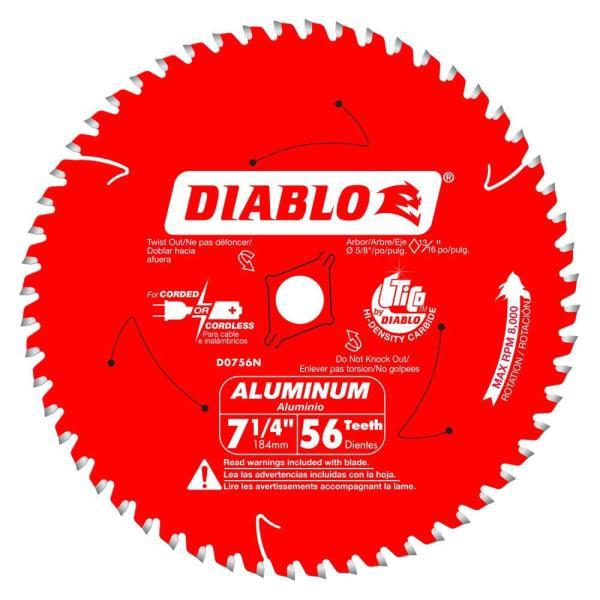 DIABLO®
Twist Out/Ne pas défoncer/
Doblar hacia
afuera
Arbor/Arbre/Eje
Ø 5/8"/po/pulg. ◇13/16"po/pulg.
For CORDED
OR
CORDLESS
Para cable
e inalámbricos
TiCo™
by DIABLO
HI-DENSITY CARBIDE
MAX RPM 8,000
ROTATION / ROTACIÓN
Do Not Knock Out/
Enlever pas torsion/No golpees
D0756N
ALUMINUM
Aluminio
7 1/4"
184mm
56 Teeth
Dientes
Read warnings included with blade.
Lea las advertencias incluidas con la hoja.
Lire les avertissements accompagnant la lame.